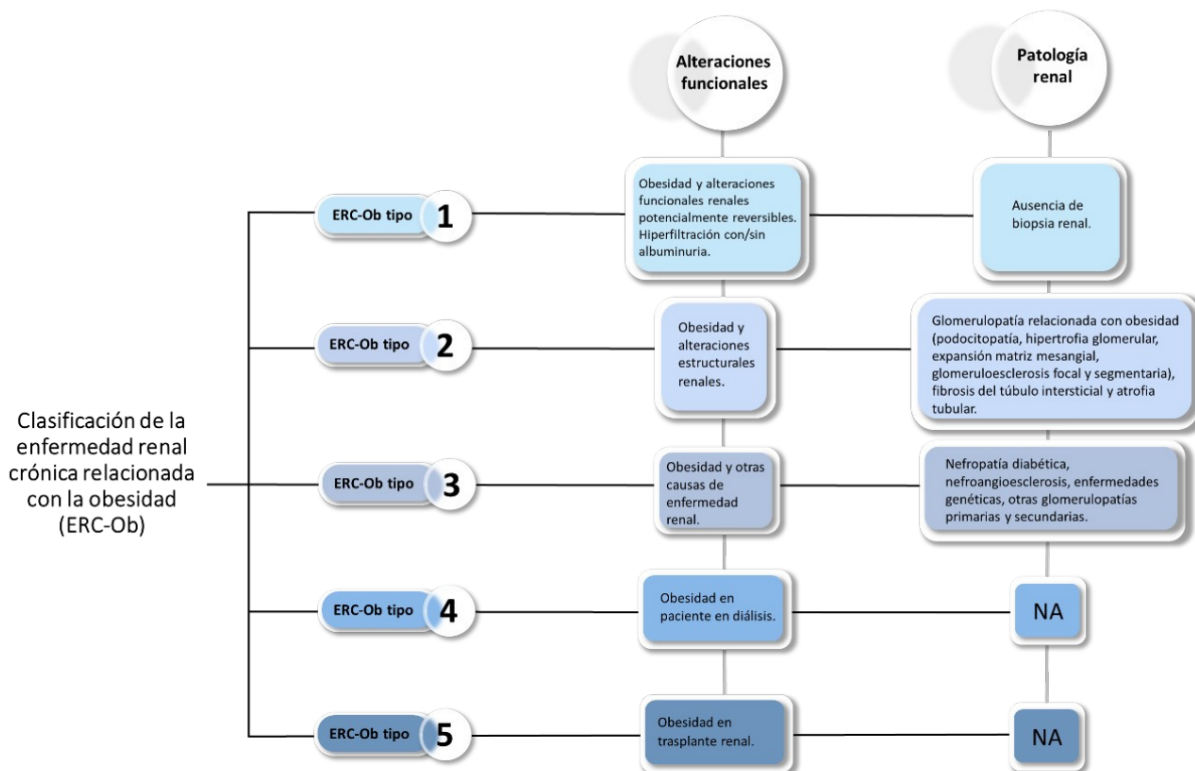 Alteraciones
funcionales
Patología
renal
Clasificación de la
enfermedad renal
crónica relacionada
con la obesidad
(ERC-Ob)
ERC-Ob tipo 1
Obesidad y alteraciones
funcionales renales
potencialmente reversibles.
Hiperfiltración con/sin
albuminuria.
Ausencia de
biopsia renal.
ERC-Ob tipo 2
Obesidad y
alteraciones
estructurales
renales.
Glomerulopatía relacionada con obesidad
(podocitopatía, hipertrofia glomerular,
expansión matriz mesangial,
glomeruloesclerosis focal y segmentaria),
fibrosis del túbulo intersticial y atrofia
tubular.
ERC-Ob tipo 3
Obesidad y otras
causas de
enfermedad
renal.
Nefropatía diabética,
nefroangioesclerosis, enfermedades
genéticas, otras glomerulopatías
primarias y secundarias.
ERC-Ob tipo 4
Obesidad en
paciente en diálisis.
NA
ERC-Ob tipo 5
Obesidad en
trasplante renal.
NA